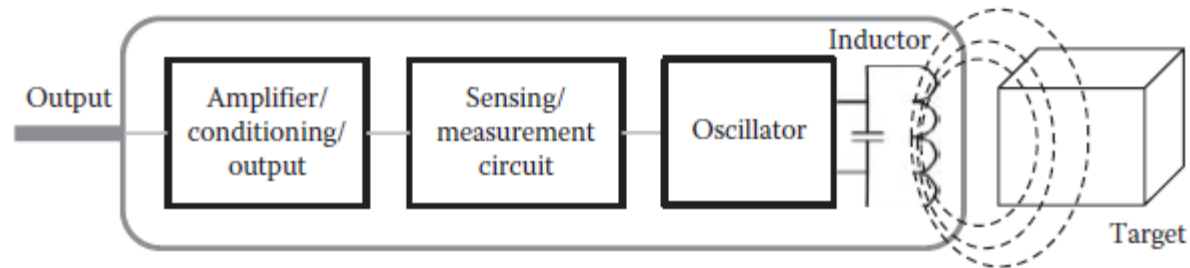 Inductor
Output
Amplifier/
conditioning/
output
Sensing/
measurement
circuit
Oscillator
Target